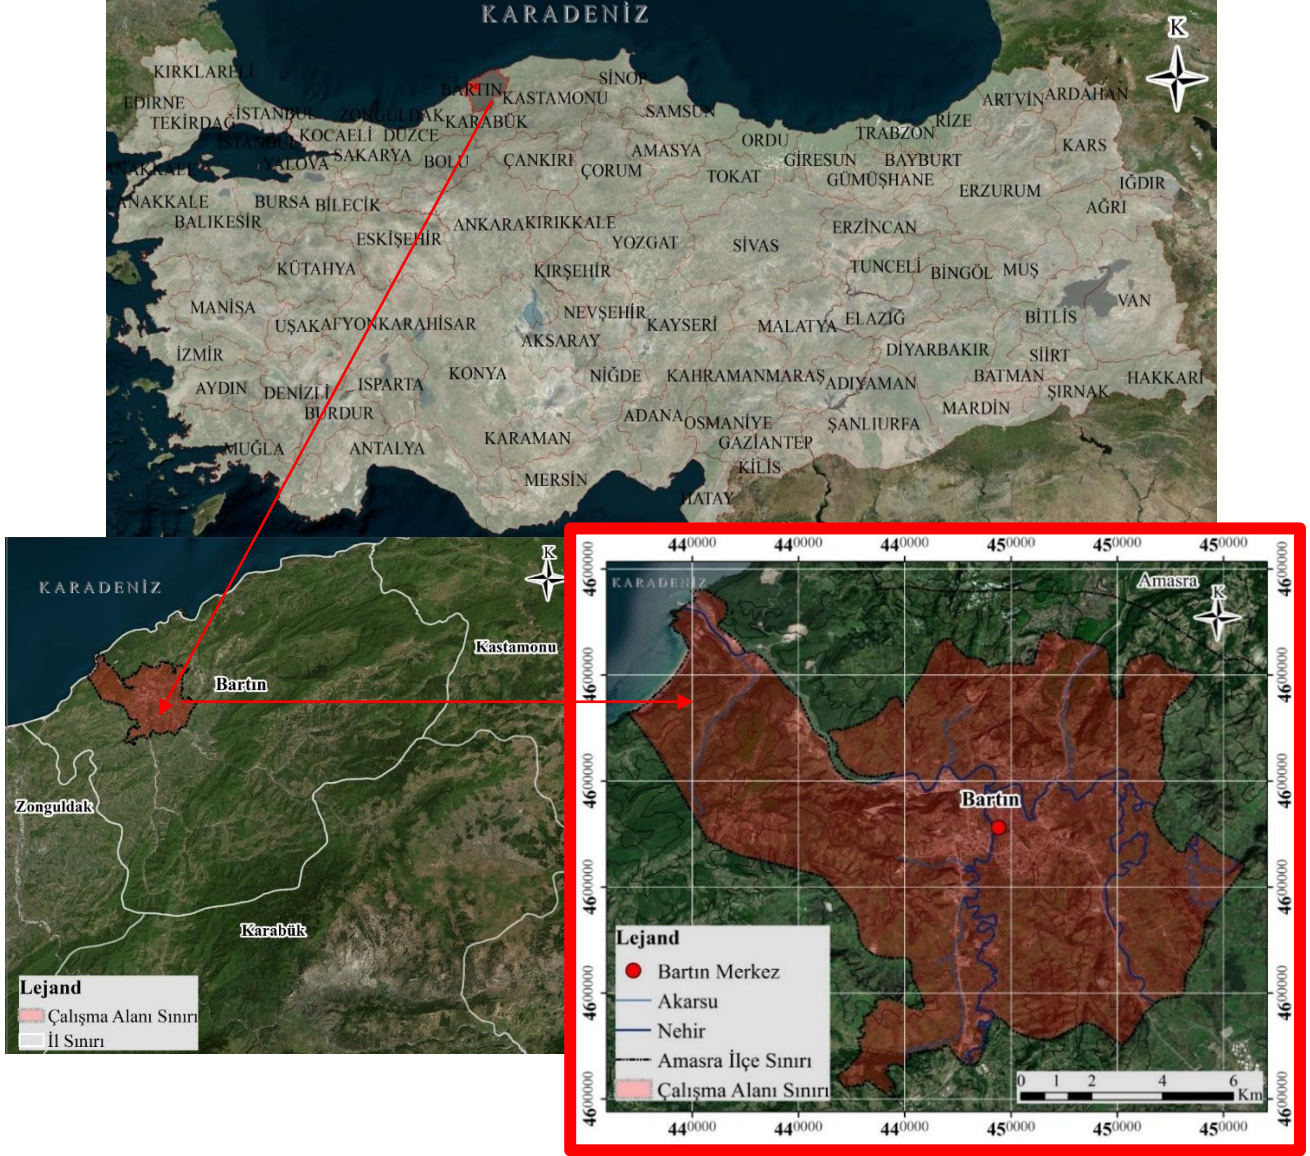 KARADENİZ
K
KIRKLARELİ
EDİRNE
TEKİRDAĞ
İSTANBUL
İSTANBUL
KOCAELİ
YALOVA
SAKARYA
DÜZCE
ZONGULDAK
BARTIN
KARABÜK
KASTAMONU
SİNOP
SAMSUN
ORDU
GİRESUN
TRABZON
RİZE
ARTVİN
ARDAHAN
KARS
IĞDIR
AĞRI
ERZURUM
BAYBURT
GÜMÜŞHANE
TOKAT
AMASYA
ÇORUM
ÇANKIRI
BOLU
ANAKKALE
ANAKKALE
BALIKESİR
BURSA
BİLECİK
ESKİŞEHİR
ANKARA
KIRIKKALE
YOZGAT
SİVAS
ERZİNCAN
TUNCELİ
BİNGÖL
MUŞ
VAN
BİTLİS
KÜTAHYA
MANİSA
UŞAK
AFYONKARAHİSAR
KIRŞEHİR
NEVŞEHİR
AKSARAY
KAYSERİ
MALATYA
ELAZIĞ
DİYARBAKIR
SİİRT
BATMAN
ŞIRNAK
HAKKARİ
İZMİR
AYDIN
DENİZLİ
ISPARTA
BURDUR
KONYA
NİĞDE
KAHRAMANMARAŞ
ADIYAMAN
MARDİN
ŞANLIURFA
MUĞLA
ANTALYA
KARAMAN
MERSİN
ADANA
OSMANİYE
GAZİANTEP
KİLİS
HATAY
KARADENİZ
K
Kastamonu
Bartın
Zonguldak
Karabük
Lejand
Çalışma Alanı Sınırı
İl Sınırı
440000 440000 440000 450000 450000 450000
4600000
4600000
4600000
4600000
4600000
4600000
KARADENİZ
Amasra
K
Bartın
Lejand
Bartın Merkez
Akarsu
Nehir
Amasra İlçe Sınırı
Çalışma Alanı Sınırı
0 1 2 4 6
Km
4600000
4600000
4600000
4600000
4600000
4600000
440000 440000 440000 450000 450000 450000